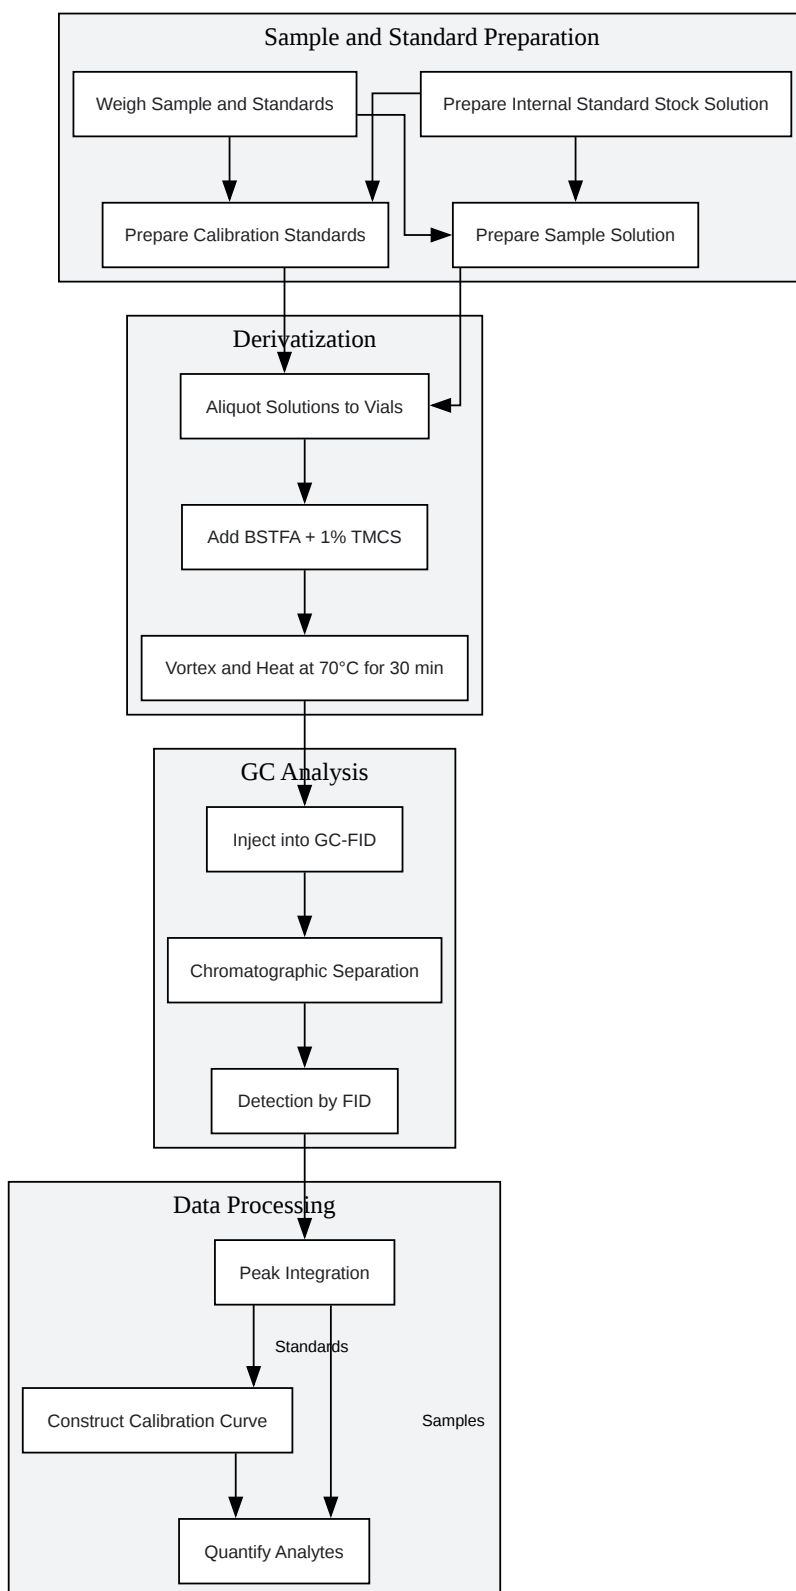 Sample and Standard Preparation
Weigh Sample and Standards
Prepare Internal Standard Stock Solution
Prepare Calibration Standards
Prepare Sample Solution
Derivatization
Aliquot Solutions to Vials
Add BSTFA + 1% TMCS
Vortex and Heat at 70°C for 30 min
GC Analysis
Inject into GC-FID
Chromatographic Separation
Detection by FID
Data Processing
Peak Integration
Standards
Construct Calibration Curve
Samples
Quantify Analytes